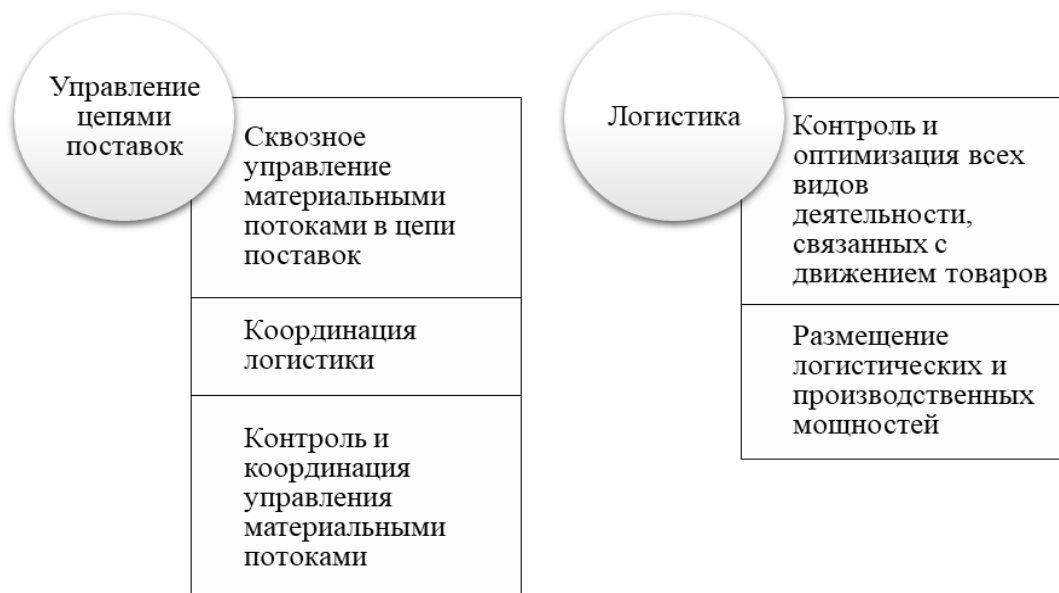 Управление
цепями
поставок
Сквозное
управление
материальными
потоками в цепи
поставок
Координация
логистики
Контроль и
координация
управления
материальными
потоками
Логистика
Контроль и
оптимизация всех
видов
деятельности,
связанных с
движением товаров
Размещение
логистических и
производственных
мощностей